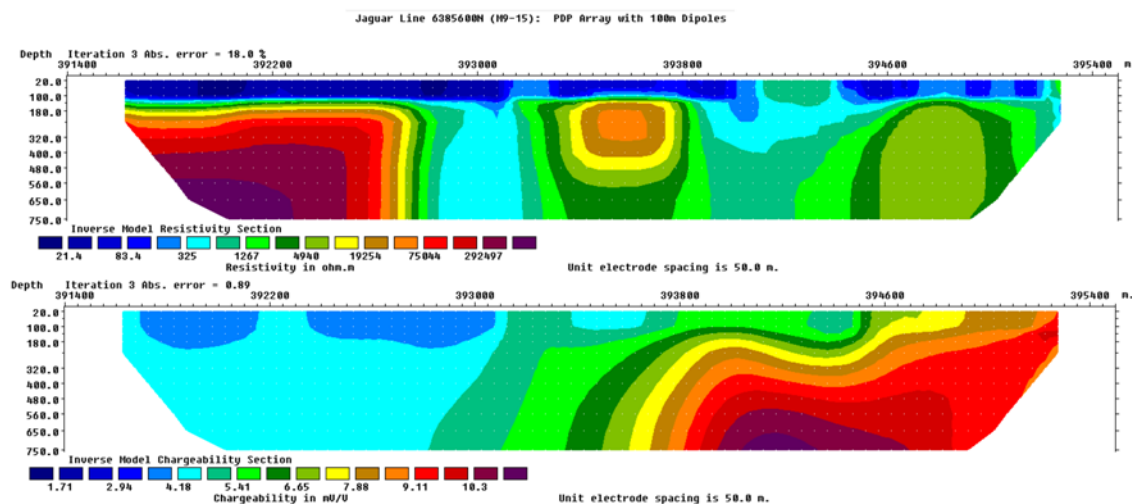 Jaguar Line 6385600N (M9-15): PDP Array with 100m Dipoles
Depth Iteration 3 Abs. error = 18.0 %
391400 392200 393000 393800 394600 395400 m.
20.0
100.0
180.0
320.0
400.0
560.0
750.0
Inverse Model Resistivity Section
21.4 83.4 325 1267 4940 19254 75044 292497
Resistivity in ohm.m Unit electrode spacing is 50.0 m.
Depth Iteration 3 Abs. error = 0.89
391400 392200 393000 393800 394600 395400 m.
20.0
100.0
180.0
320.0
400.0
480.0
560.0
650.0
750.0
Inverse Model Chargeability Section
1.71 2.94 4.18 5.41 6.65 7.88 9.11 10.3
Chargeability in mV/V Unit electrode spacing is 50.0 m.